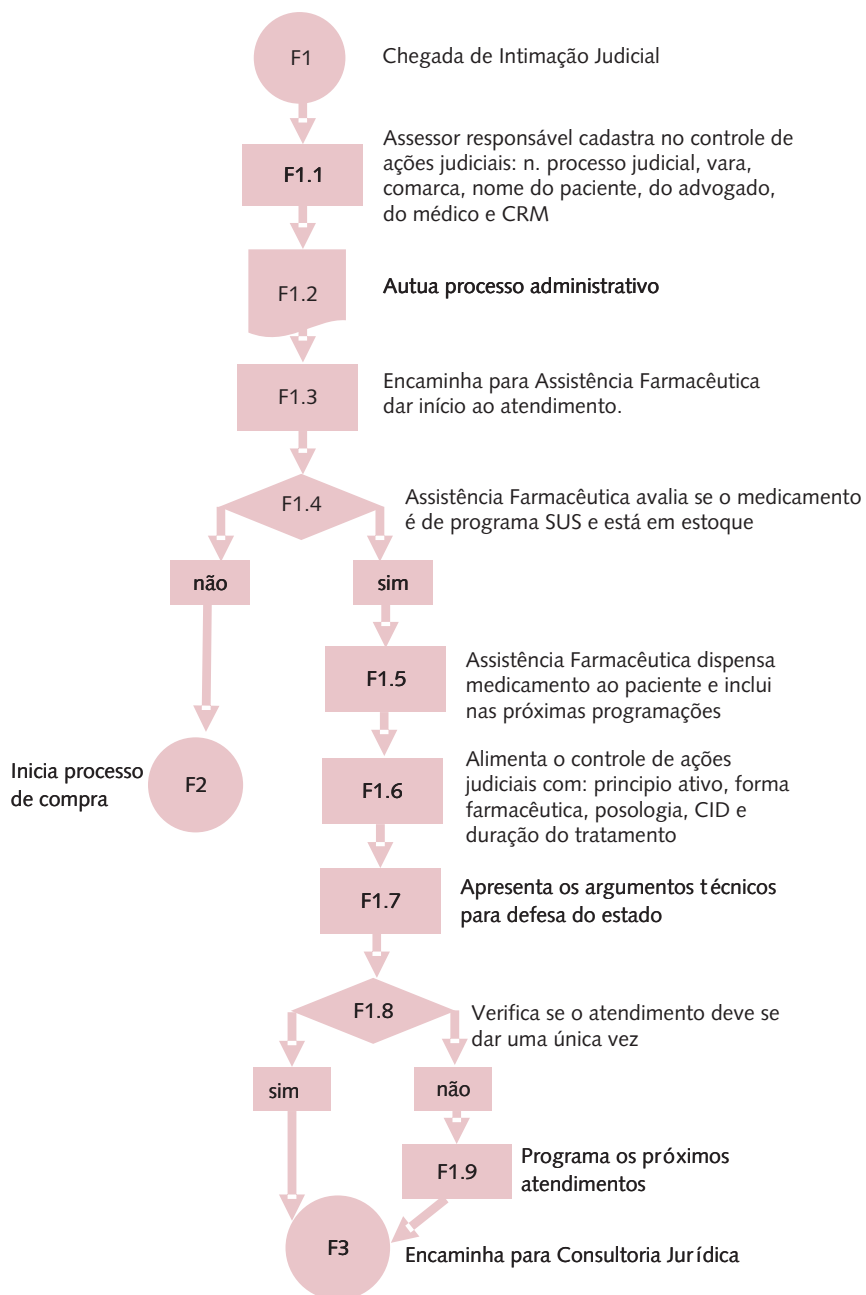 F1
Chegada de Intimação Judicial
F1.1
Assessor responsável cadastra no controle de
ações judiciais: n. processo judicial, vara,
comarca, nome do paciente, do advogado,
do médico e CRM
F1.2
Autua processo administrativo
F1.3
Encaminha para Assistência Farmacêutica
dar início ao atendimento.
F1.4
Assistência Farmacêutica avalia se o medicamento
é de programa SUS e está em estoque
não
sim
F1.5
Assistência Farmacêutica dispensa
medicamento ao paciente e inclui
nas próximas programações
Inicia processo
de compra
F2
F1.6
Alimenta o controle de ações
judiciais com: principio ativo, forma
farmacêutica, posologia, CID e
duração do tratamento
F1.7
Apresenta os argumentos técnicos
para defesa do estado
F1.8
Verifica se o atendimento deve se
dar uma única vez
sim
não
F1.9
Programa os próximos
atendimentos
F3
Encaminha para Consultoria Jurídica